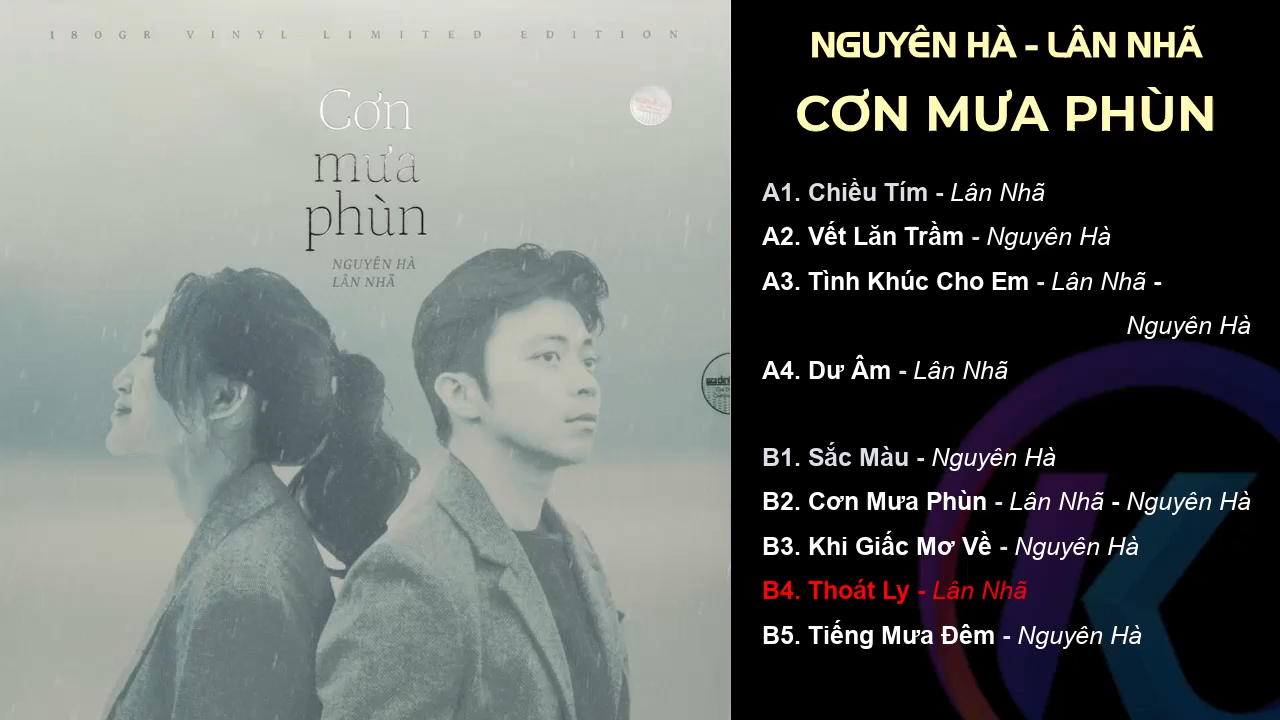 180GR VINYL LIMITED EDITION
Cơn
mưa
phùn
NGUYÊN HÀ
LÂN NHÃ
NGUYÊN HÀ - LÂN NHÃ
CƠN MƯA PHÙN
A1. Chiều Tím - Lân Nhã
A2. Vết Lăn Trầm - Nguyên Hà
A3. Tình Khúc Cho Em - Lân Nhã -
Nguyên Hà
A4. Dư Âm - Lân Nhã
B1. Sắc Màu - Nguyên Hà
B2. Cơn Mưa Phùn - Lân Nhã - Nguyên Hà
B3. Khi Giấc Mơ Về - Nguyên Hà
B4. Thoát Ly - Lân Nhã
B5. Tiếng Mưa Đêm - Nguyên Hà